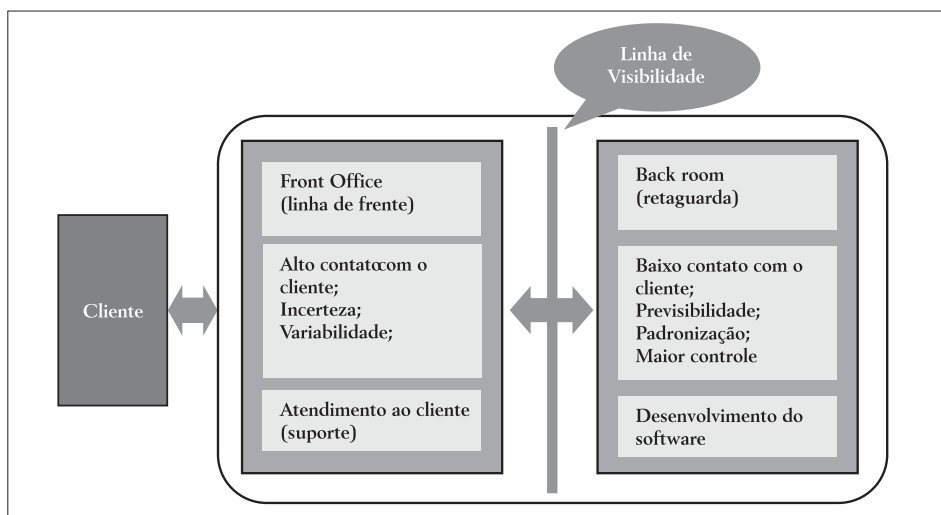 Linha de
Visibilidade
Front Office
(linha de frente)
Alto contatoccom o
cliente;
Incerteza;
Variabilidade;
Atendimento ao cliente
(suporte)
Cliente
Back room
(retaguarda)
Baixo contato com o
cliente;
Previsibilidade;
Padronização;
Maior controle
Desenvolvimento do
software